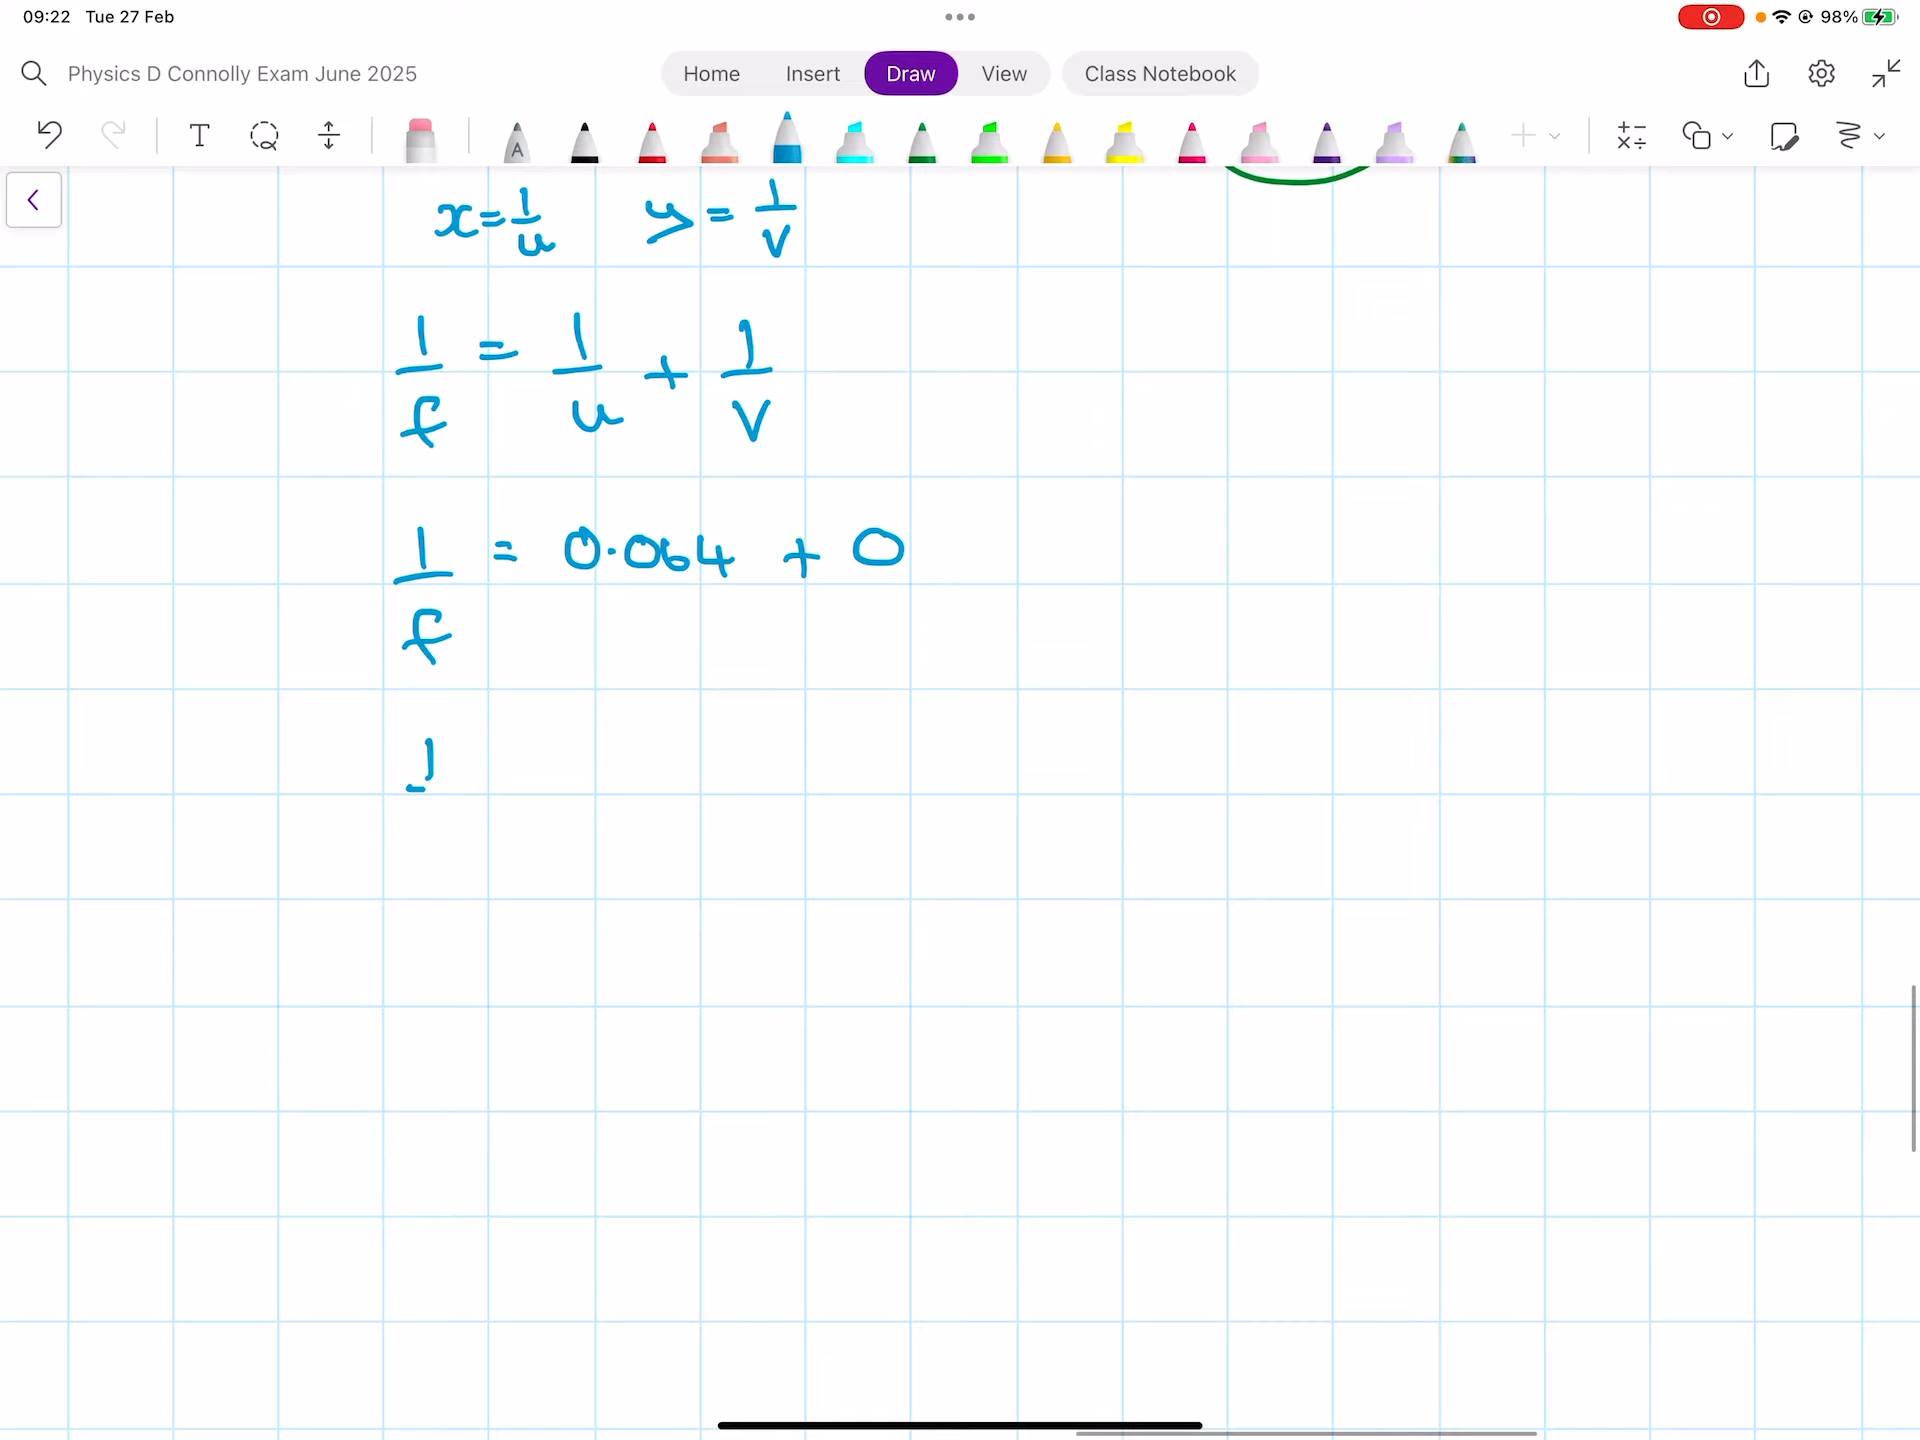 09:22 Tue 27 Feb 98%
Physics D Connolly Exam June 2025 Home Insert Draw View Class Notebook
T A
x = 1/u y = 1/v
1/f = 1/u + 1/v
1/f = 0.064 + 0
1